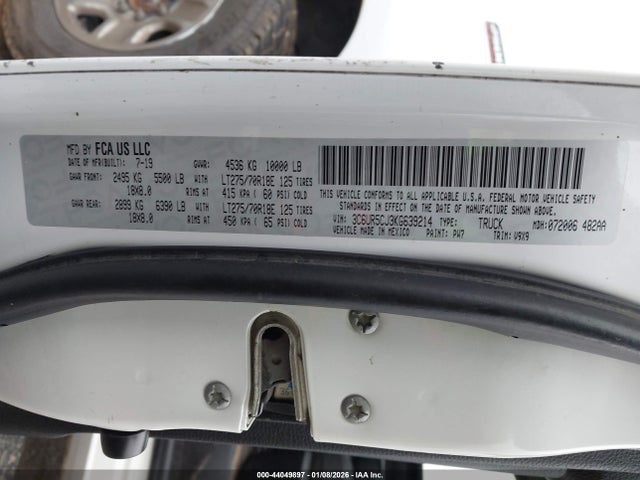 MFD BY FCA US LLC
DATE OF MFR(BUILT): 7-19 GVWR: 4536 KG 10000 LB
GAWR FRONT: 2495 KG 5500 LB WITH LT275/70R18E 125 TIRES
18X8.0 RIMS AT 415 KPA ( 60 PSI) COLD
GAWR REAR: 2899 KG 6390 LB WITH LT275/70R18E 125 TIRES
18X8.0 RIMS AT 450 KPA ( 65 PSI) COLD
THIS VEHICLE CONFORMS TO ALL APPLICABLE U.S.A. FEDERAL MOTOR VEHICLE SAFETY
STANDARDS IN EFFECT ON THE DATE OF MANUFACTURE SHOWN ABOVE.
VIN: 3C6UR5CJ3KG639214 TYPE: TRUCK MDH:072006 482AA
VEHICLE MADE IN MEXICO PAINT: PW7 TRIM: V9X9
000-44049897 - 01/08/2026 - IAAI.CA